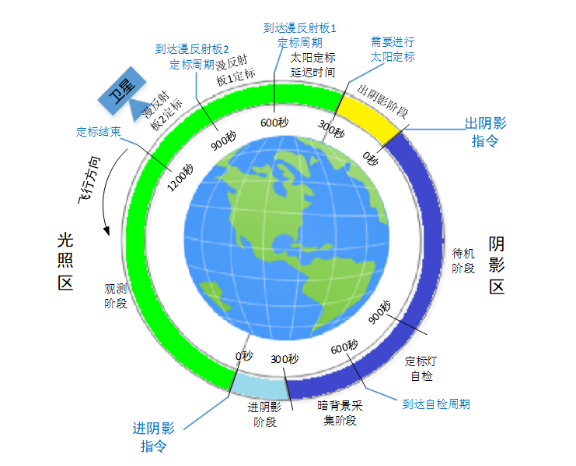 到达漫反射板1
定标周期
需要进行
太阳定标
到达漫反射板2
定标周期
漫反射
板1定标
太阳定标
延迟时间
出阴影阶段
卫星
漫反射
板2定标
定标结束
出阴影
指令
600秒
300秒
900秒
0秒
1200秒
飞行方向
光照区
阴影区
待机
阶段
观测
阶段
900秒
600秒
300秒
0秒
定标灯
自检
进阴影
阶段
暗背景采
集阶段
到达自检周期
进阴影
指令